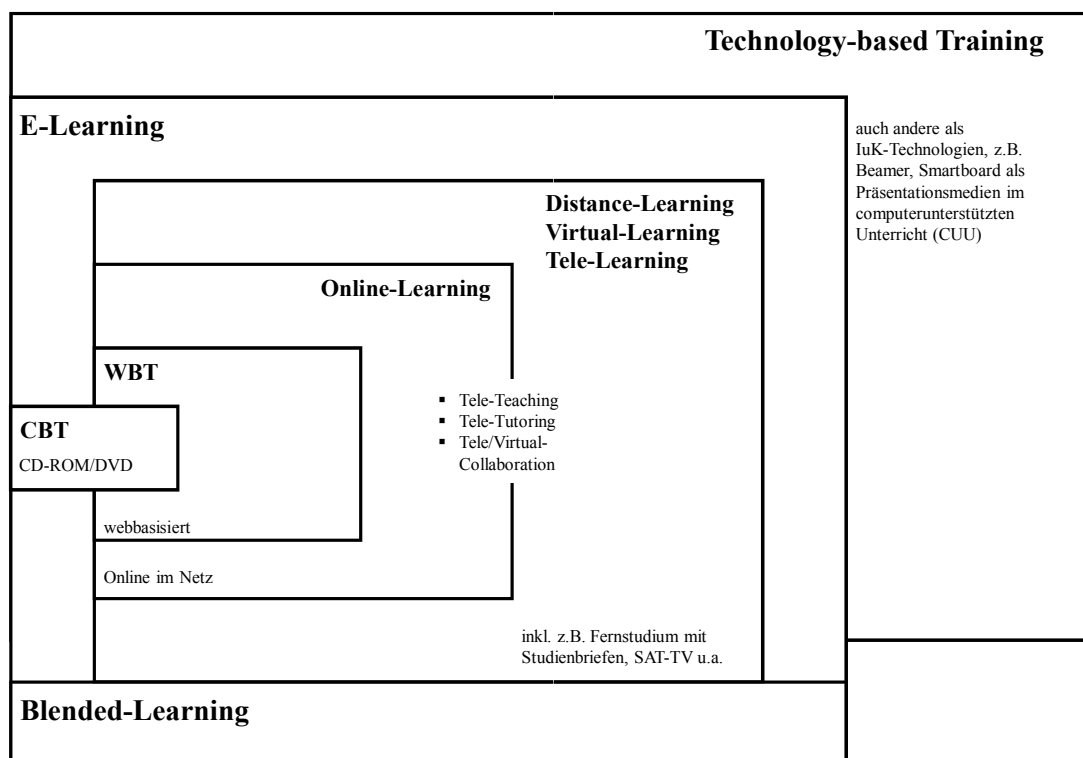 Technology-based Training
E-Learning
auch andere als
IuK-Technologien, z.B.
Beamer, Smartboard als
Präsentationsmedien im
computerunterstützten
Unterricht (CUU)
Distance-Learning
Virtual-Learning
Tele-Learning
Online-Learning
WBT
▪ Tele-Teaching
▪ Tele-Tutoring
▪ Tele/Virtual-
Collaboration
CBT
CD-ROM/DVD
webbasisiert
Online im Netz
inkl. z.B. Fernstudium mit
Studienbriefen, SAT-TV u.a.
Blended-Learning